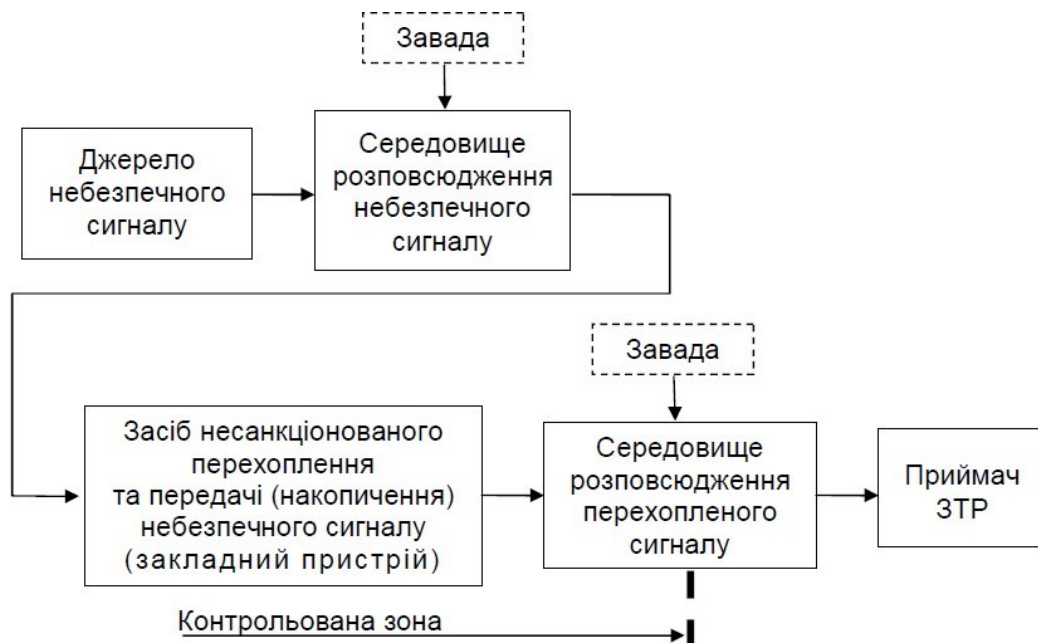 Завада
Джерело
небезпечного
сигналу
Середовище
розповсюдження
небезпечного
сигналу
Завада
Засіб несанкціонованого
перехоплення
та передачі (накопичення)
небезпечного сигналу
(закладний пристрій)
Середовище
розповсюдження
перехопленого
сигналу
Приймач
ЗТР
Контрольована зона